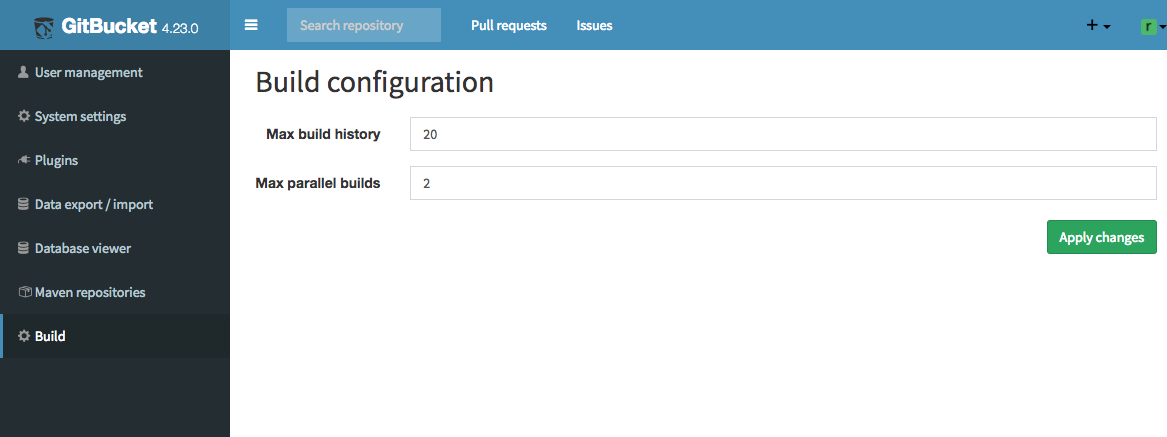 GitBucket 4.23.0
Search repository
Pull requests
Issues
r
User management
System settings
Plugins
Data export / import
Database viewer
Maven repositories
Build
Build configuration
Max build history
20
Max parallel builds
2
Apply changes